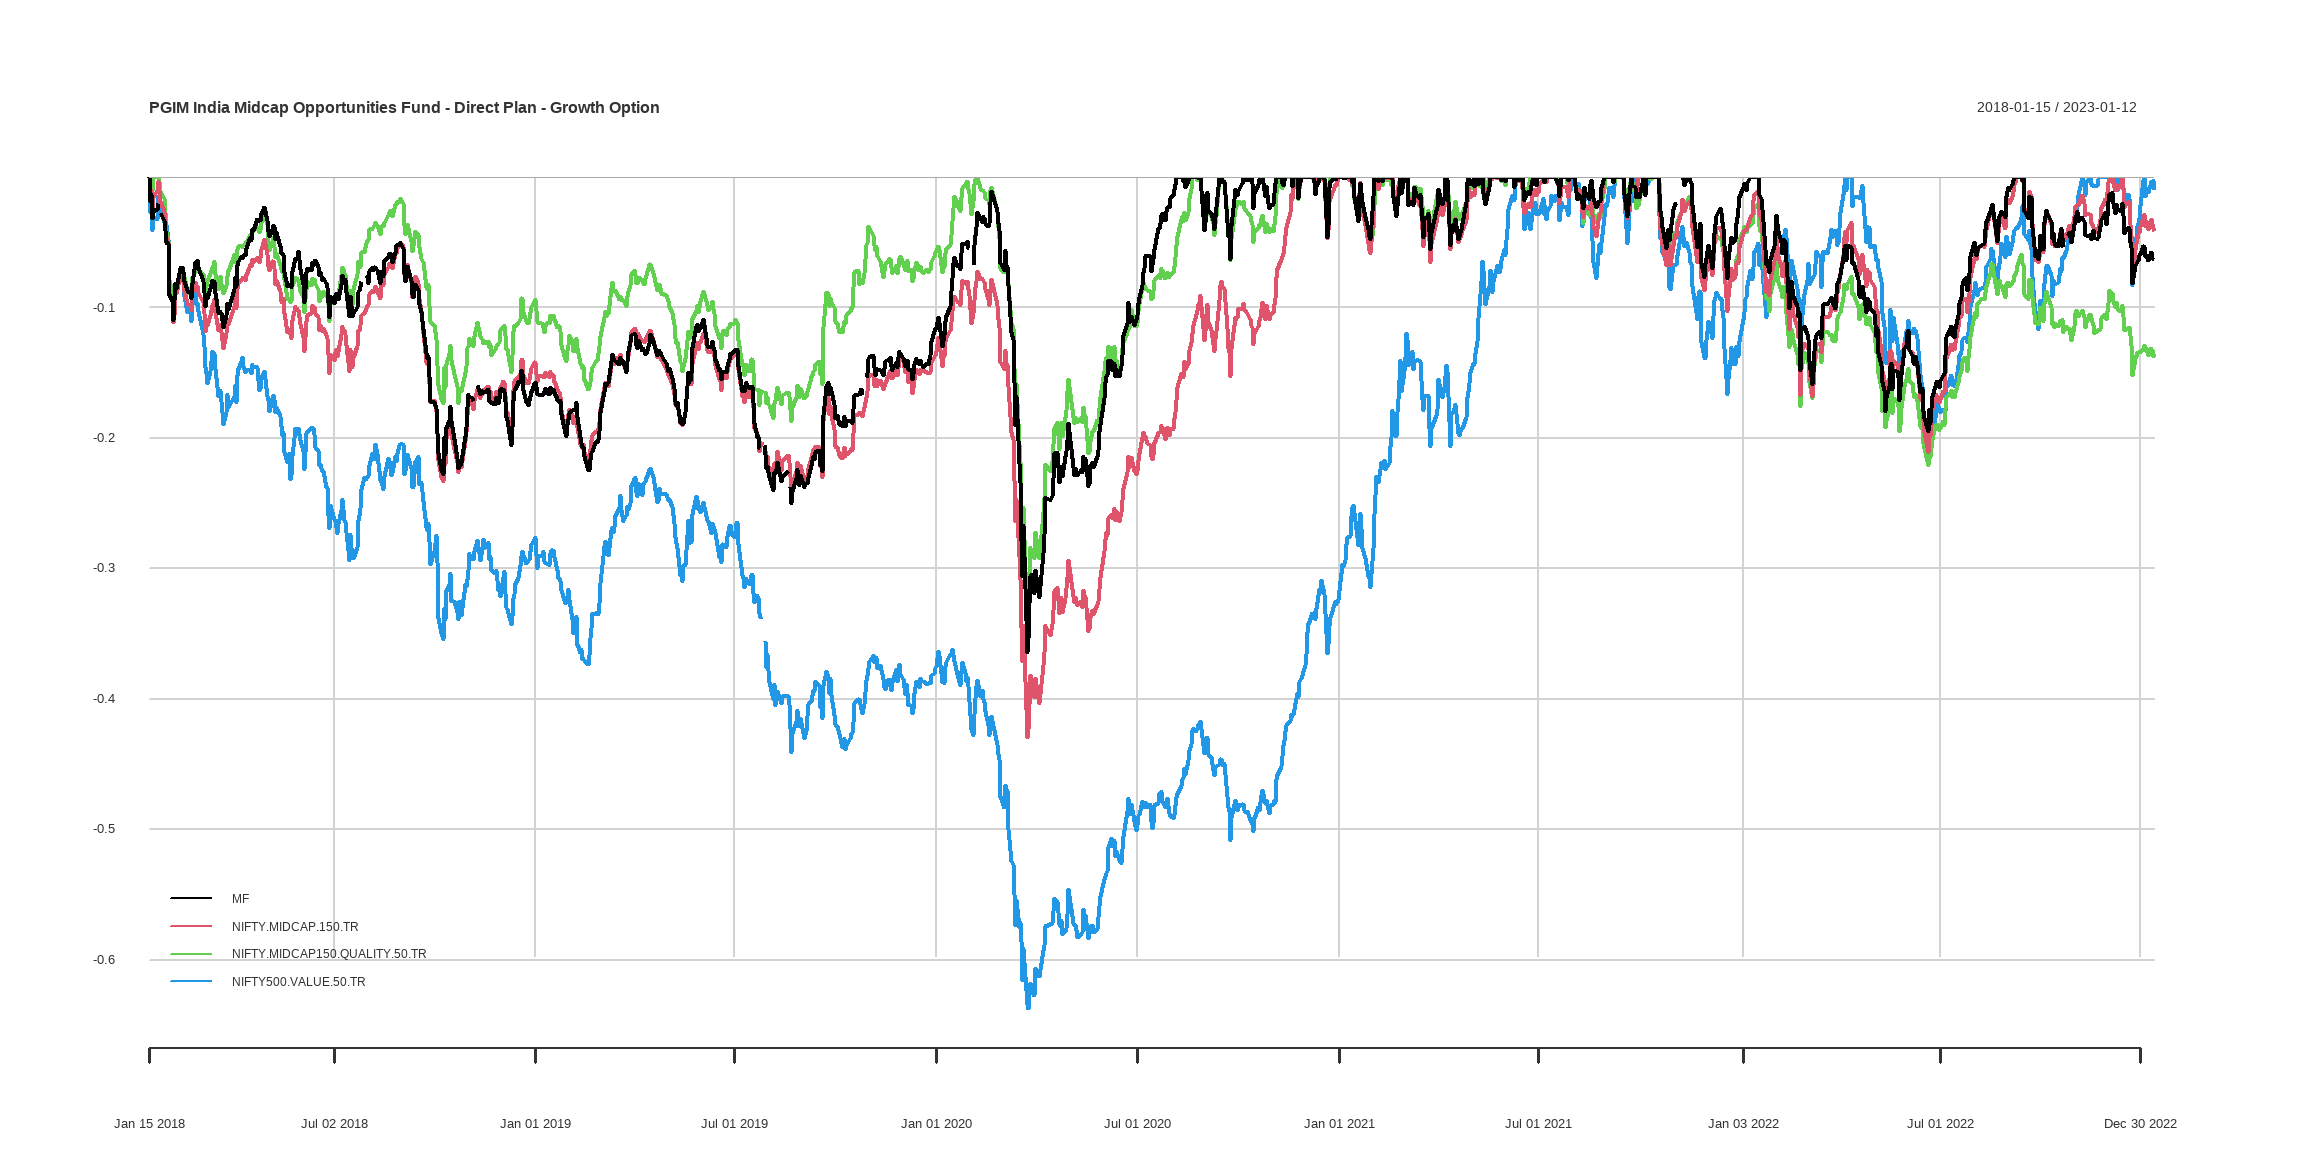 PGIM India Midcap Opportunities Fund - Direct Plan - Growth Option
2018-01-15 / 2023-01-12
-0.1
-0.2
-0.3
-0.4
-0.5
-0.6
MF
NIFTY.MIDCAP.150.TR
NIFTY.MIDCAP150.QUALITY.50.TR
NIFTY500.VALUE.50.TR
Jan 15 2018
Jul 02 2018
Jan 01 2019
Jul 01 2019
Jan 01 2020
Jul 01 2020
Jan 01 2021
Jul 01 2021
Jan 03 2022
Jul 01 2022
Dec 30 2022